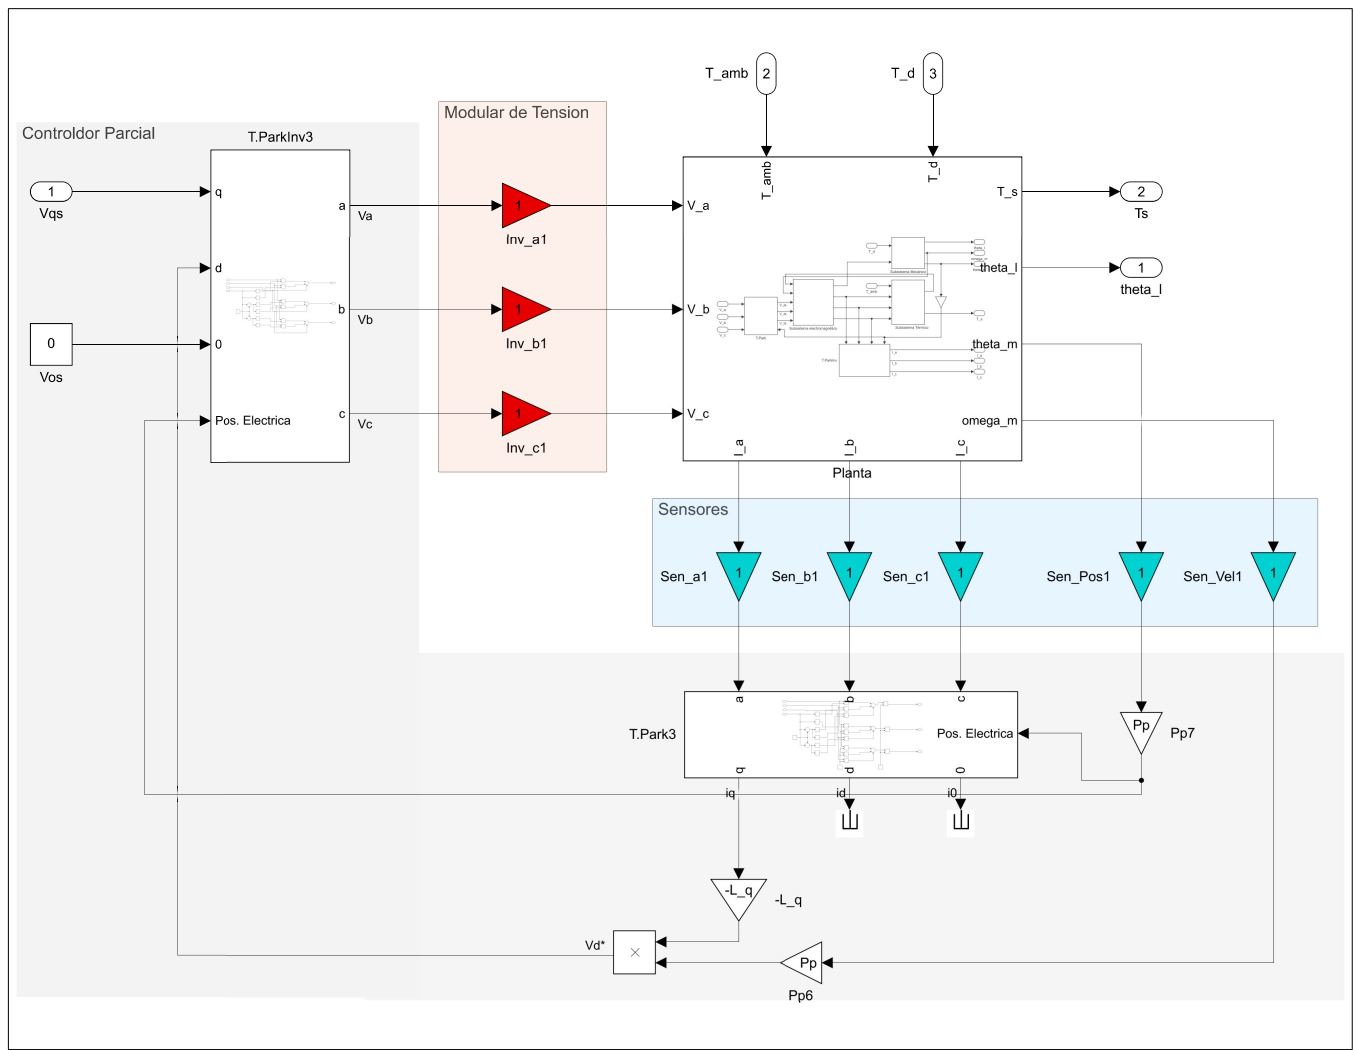 T_amb
2
T_d
3
Controldor Parcial
Modular de Tension
T.ParkInv3
1
Vqs
q
d
0
Pos. Electrica
0
Vos
a
Va
b
Vb
c
Vc
1
Inv_a1
1
Inv_b1
1
Inv_c1
T_amb
T_d
V_a
V_b
V_c
T_s
theta_l
theta_m
omega_m
I_a
I_b
I_c
Planta
2
Ts
1
theta_l
Sensores
Sen_a1
1
Sen_b1
1
Sen_c1
1
Sen_Pos1
1
Sen_Vel1
1
T.Park3
a
b
c
Pos. Electrica
q
d
0
Pp
Pp7
iq
id
i0
-L_q
-L_q
Vd*
×
Pp
Pp6